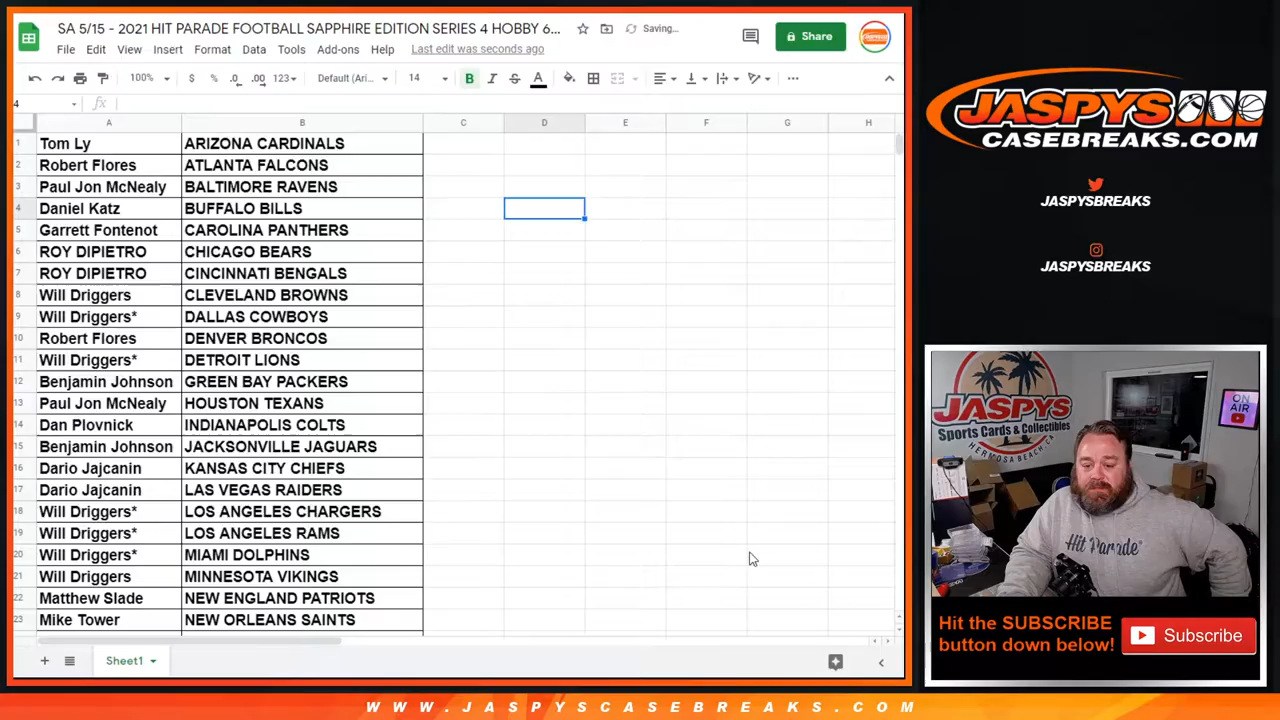 SA 5/15 - 2021 HIT PARADE FOOTBALL SAPPHIRE EDITION SERIES 4 HOBBY 6...
Saving...
File Edit View Insert Format Data Tools Add-ons Help Last edit was seconds ago
Share
100% $ % .0 .00 123 Default (Ari... 14 B I S A
4 fx
A B C D E F G H
1 Tom Ly ARIZONA CARDINALS
2 Robert Flores ATLANTA FALCONS
3 Paul Jon McNealy BALTIMORE RAVENS
4 Daniel Katz BUFFALO BILLS
5 Garrett Fontenot CAROLINA PANTHERS
6 ROY DIPIETRO CHICAGO BEARS
7 ROY DIPIETRO CINCINNATI BENGALS
8 Will Driggers CLEVELAND BROWNS
9 Will Driggers* DALLAS COWBOYS
10 Robert Flores DENVER BRONCOS
11 Will Driggers* DETROIT LIONS
12 Benjamin Johnson GREEN BAY PACKERS
13 Paul Jon McNealy HOUSTON TEXANS
14 Dan Plovnick INDIANAPOLIS COLTS
15 Benjamin Johnson JACKSONVILLE JAGUARS
16 Dario Jajcanin KANSAS CITY CHIEFS
17 Dario Jajcanin LAS VEGAS RAIDERS
18 Will Driggers* LOS ANGELES CHARGERS
19 Will Driggers* LOS ANGELES RAMS
20 Will Driggers* MIAMI DOLPHINS
21 Will Driggers MINNESOTA VIKINGS
22 Matthew Slade NEW ENGLAND PATRIOTS
23 Mike Tower NEW ORLEANS SAINTS
Sheet1
JASPYS
CASEBREAKS.COM
JASPYSBREAKS
JASPYSBREAKS
JASPYS
Sports Cards & Collectibles
HERMOSA BEACH, CA
ON
AIR
Hit Parade
Hit the SUBSCRIBE
button down below!
Subscribe
WWW.JASPYSCASEBREAKS.COM